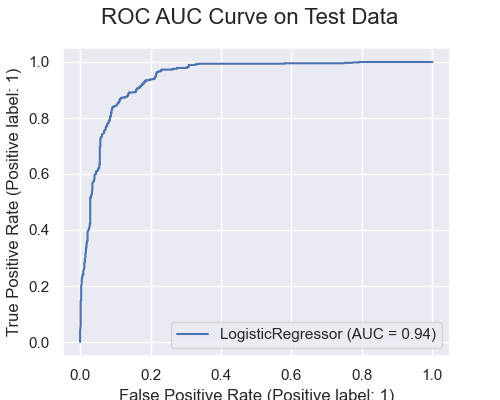 ROC AUC Curve on Test Data
1.0
0.8
0.6
0.4
0.2
0.0
True Positive Rate (Positive label: 1)
LogisticRegressor (AUC = 0.94)
0.0 0.2 0.4 0.6 0.8 1.0
False Positive Rate (Positive label: 1)